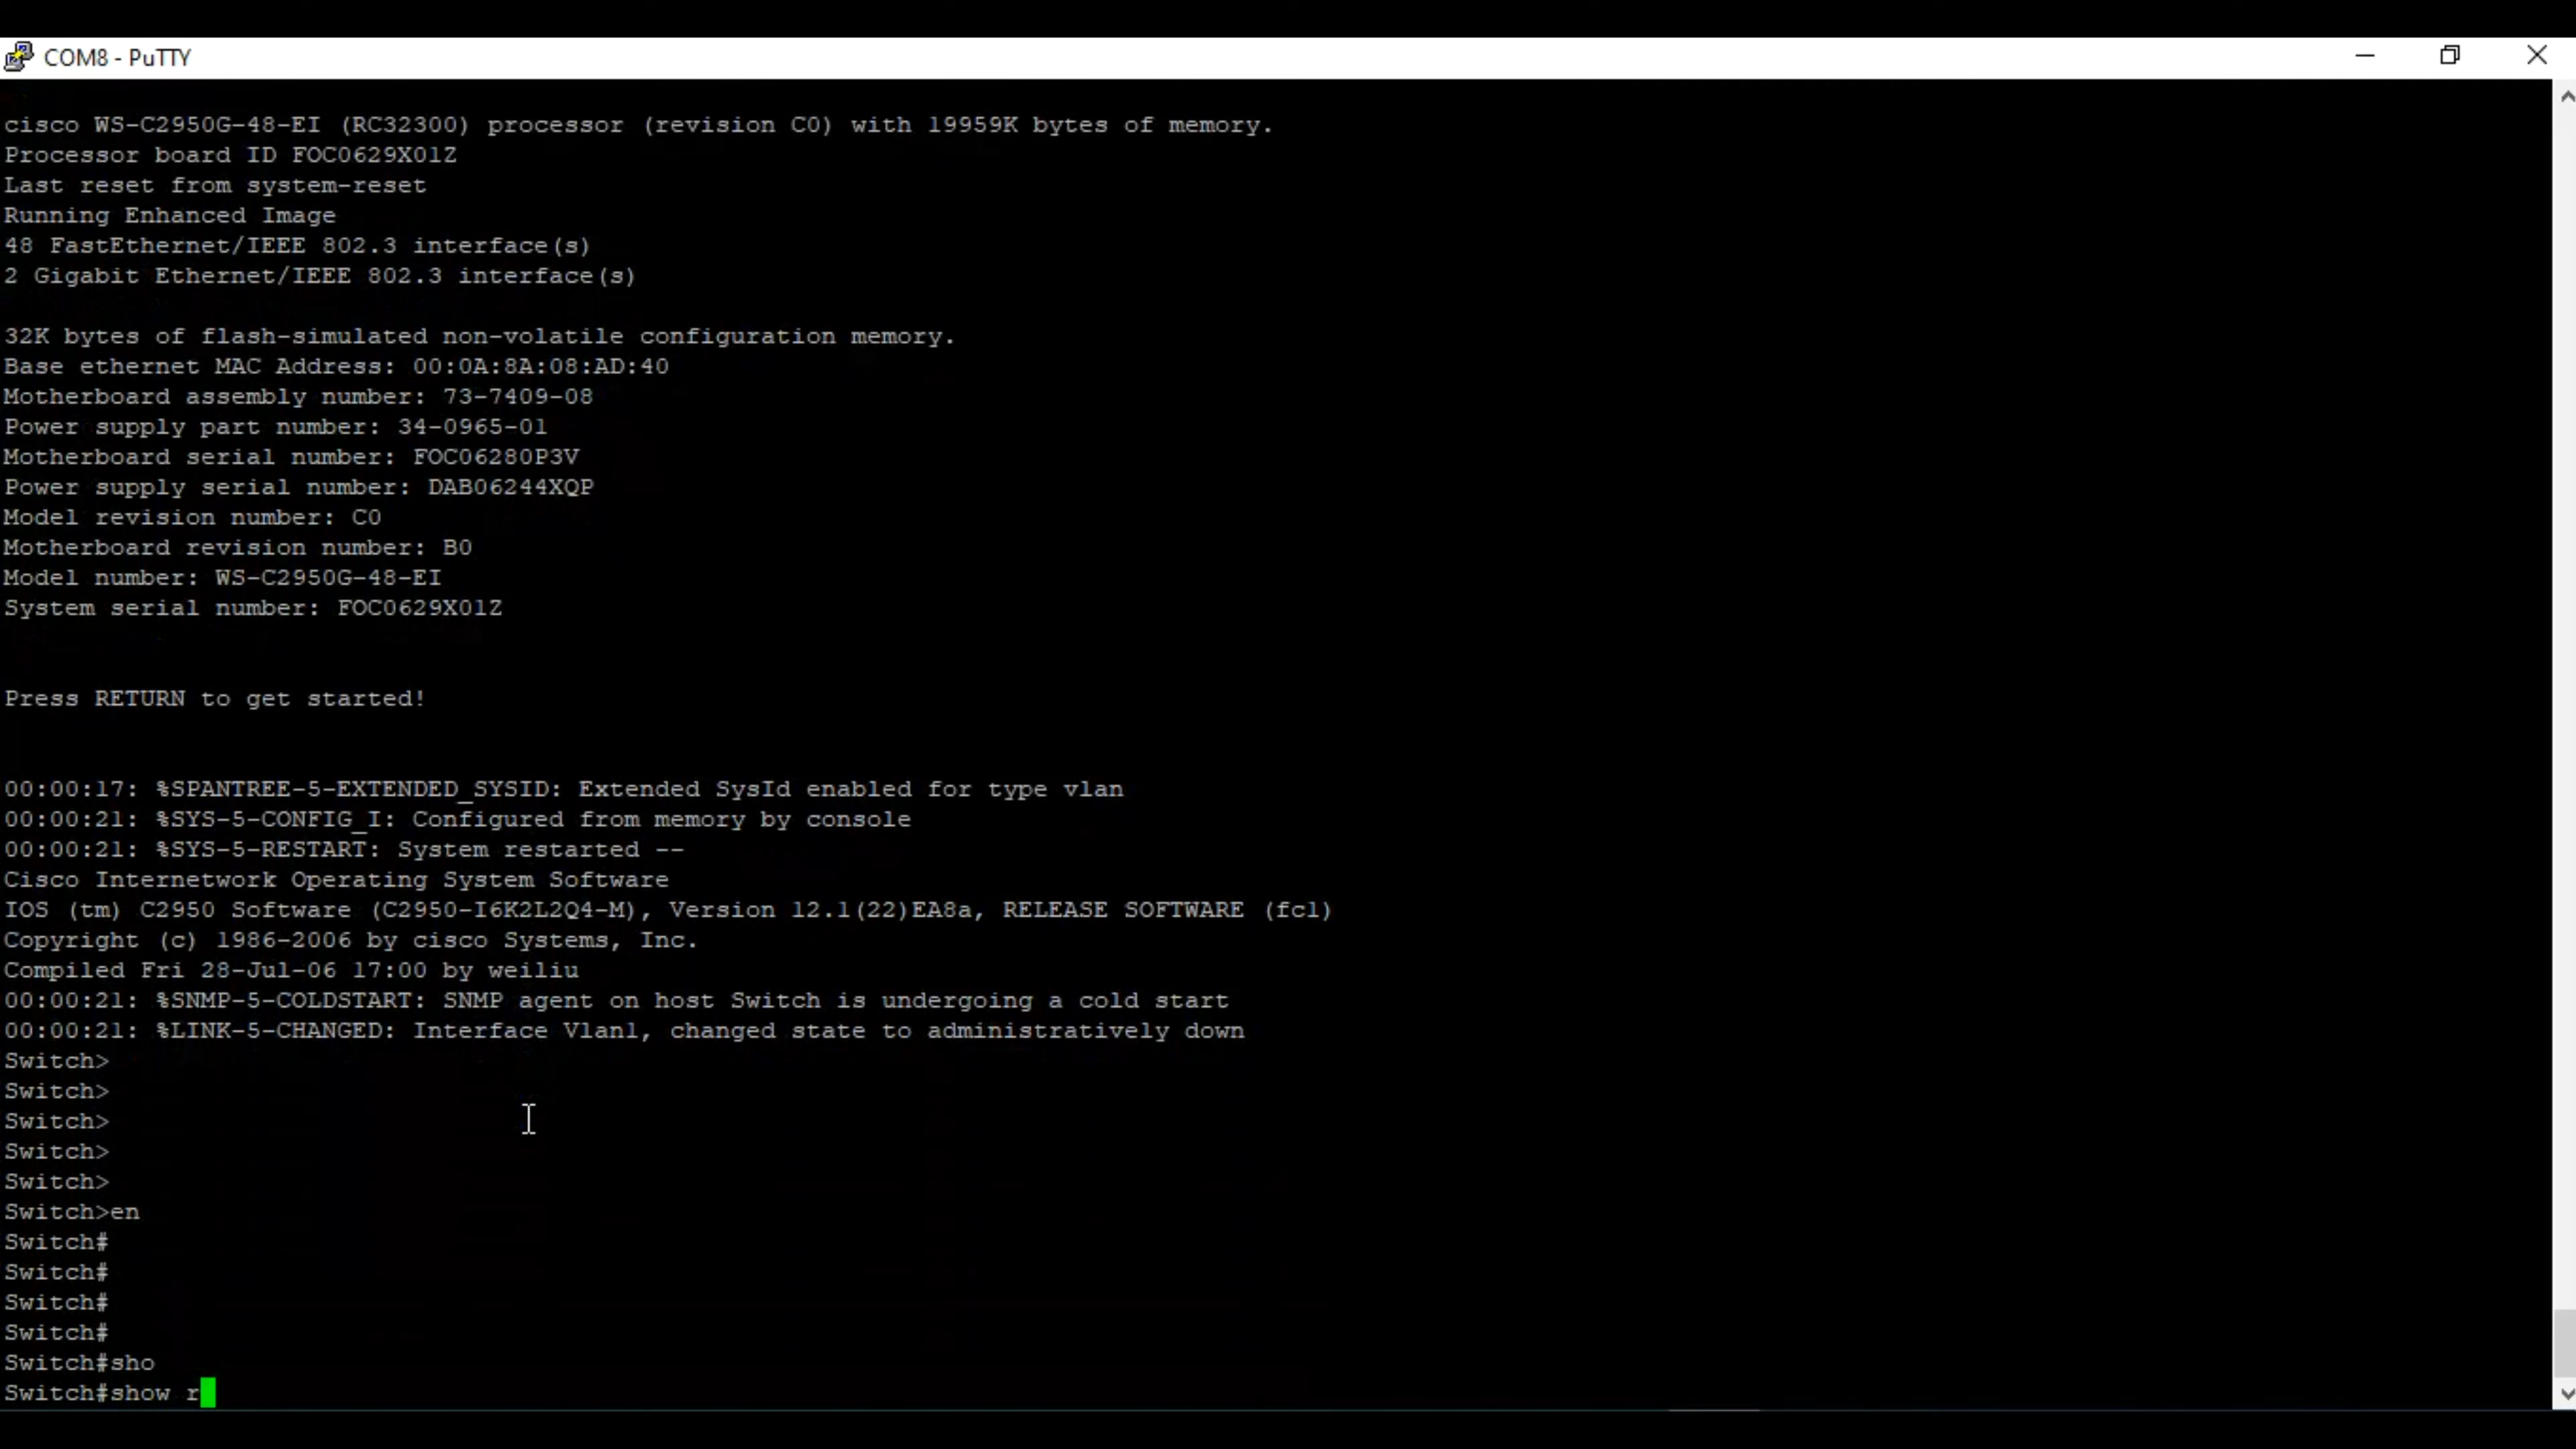 COM8 - PuTTY
cisco WS-C2950G-48-EI (RC32300) processor (revision C0) with 19959K bytes of memory.
Processor board ID FOC0629X01Z
Last reset from system-reset
Running Enhanced Image
48 FastEthernet/IEEE 802.3 interface(s)
2 Gigabit Ethernet/IEEE 802.3 interface(s)
32K bytes of flash-simulated non-volatile configuration memory.
Base ethernet MAC Address: 00:0A:8A:08:AD:40
Motherboard assembly number: 73-7409-08
Power supply part number: 34-0965-01
Motherboard serial number: FOC06280P3V
Power supply serial number: DAB06244XQP
Model revision number: C0
Motherboard revision number: B0
Model number: WS-C2950G-48-EI
System serial number: FOC0629X01Z
Press RETURN to get started!
00:00:17: %SPANTREE-5-EXTENDED_SYSID: Extended SysId enabled for type vlan
00:00:21: %SYS-5-CONFIG_I: Configured from memory by console
00:00:21: %SYS-5-RESTART: System restarted --
Cisco Internetwork Operating System Software
IOS (tm) C2950 Software (C2950-I6K2L2Q4-M), Version 12.1(22)EA8a, RELEASE SOFTWARE (fc1)
Copyright (c) 1986-2006 by cisco Systems, Inc.
Compiled Fri 28-Jul-06 17:00 by weiliu
00:00:21: %SNMP-5-COLDSTART: SNMP agent on host Switch is undergoing a cold start
00:00:21: %LINK-5-CHANGED: Interface Vlan1, changed state to administratively down
Switch>
Switch>
Switch>
Switch>
Switch>
Switch>en
Switch#
Switch#
Switch#
Switch#
Switch#sho
Switch#show r